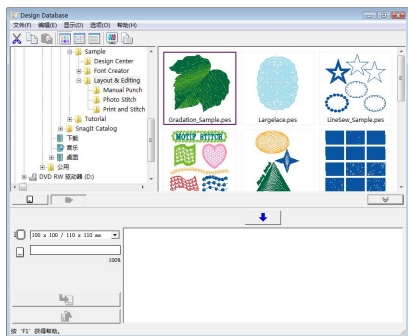 Design Database
文件(F) 编辑(E) 显示(D) 选项(O) 帮助(H)
Sample
Design Center
Font Creator
Layout & Editing
Manual Punch
Photo Stitch
Print and Stitch
Tutorial
SnagIt Catalog
下载
音乐
桌面
公用
DVD RW 驱动器 (D:)
Gradation_Sample.pes
Largelace.pes
LineSew_Sample.pes
MOTIF STITCH
100 x 100 / 110 x 110 mm
100%
按 'F1' 获得帮助。